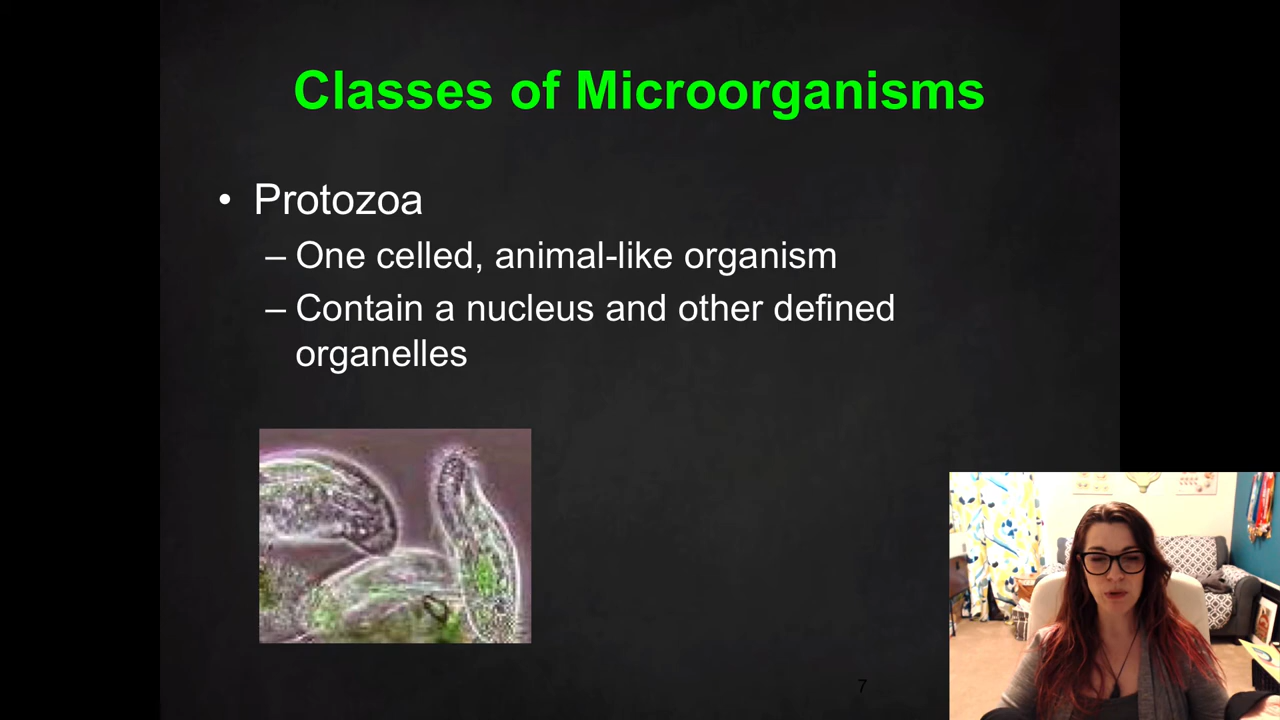 Classes of Microorganisms
• Protozoa
– One celled, animal-like organism
– Contain a nucleus and other defined
organelles
7